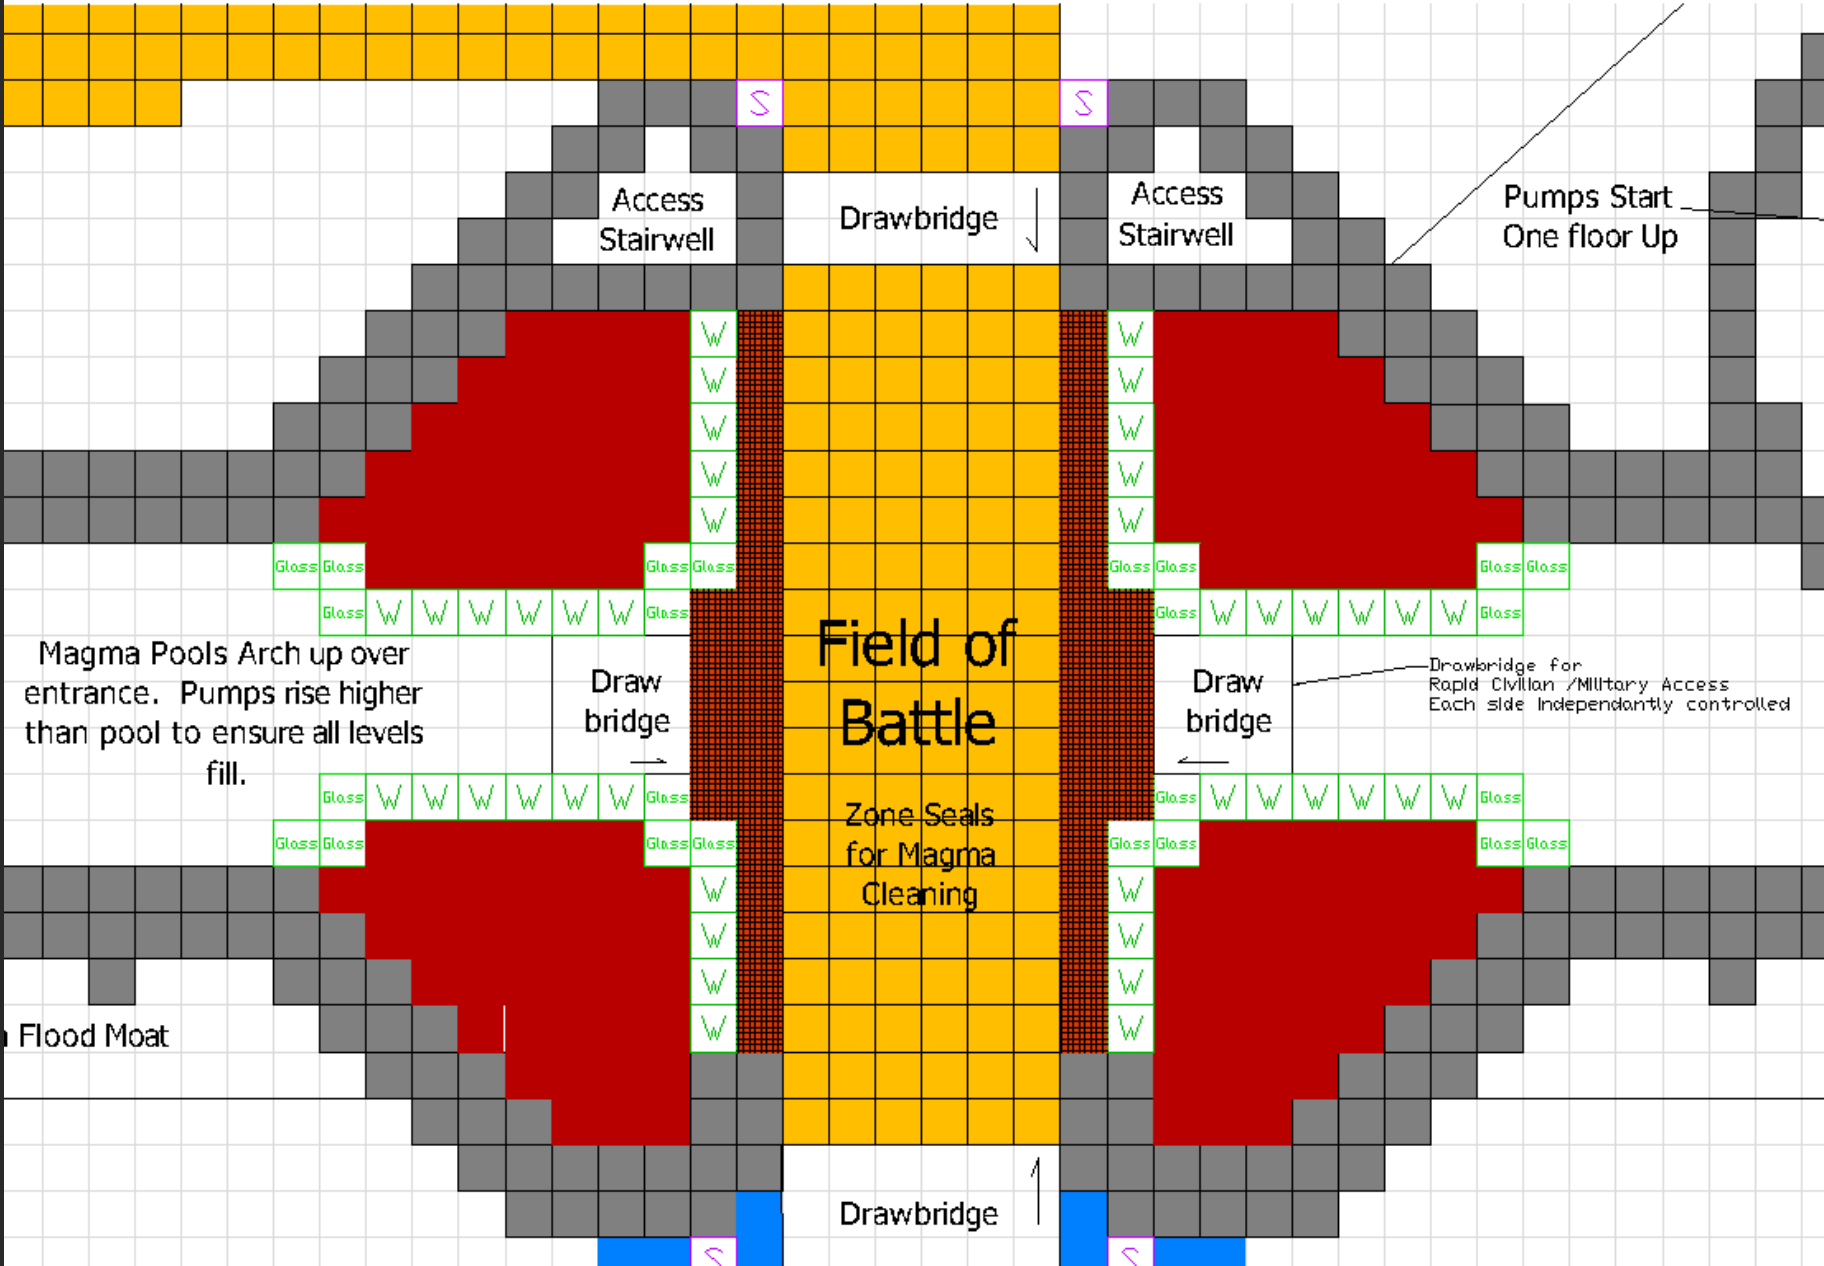 S
S
Access
Stairwell
Drawbridge
Access
Stairwell
Pumps Start
One floor Up
W
W
W
W
W
W
W
W
W
W
Glass Glass
Glass Glass
Glass Glass
Glass Glass
Glass W W W W W W Glass
Glass W W W W W W Glass
Magma Pools Arch up over
entrance. Pumps rise higher
than pool to ensure all levels
fill.
Draw
bridge
Field of
Battle
Draw
bridge
Drawbridge for
Rapid Civilian /Military Access
Each side Independantly controlled
Zone Seals
for Magma
Cleaning
Glass W W W W W W Glass
Glass W W W W W W Glass
Glass Glass
Glass Glass
Glass Glass
Glass Glass
W
W
W
W
W
W
W
W
Flood Moat
Drawbridge
S
S